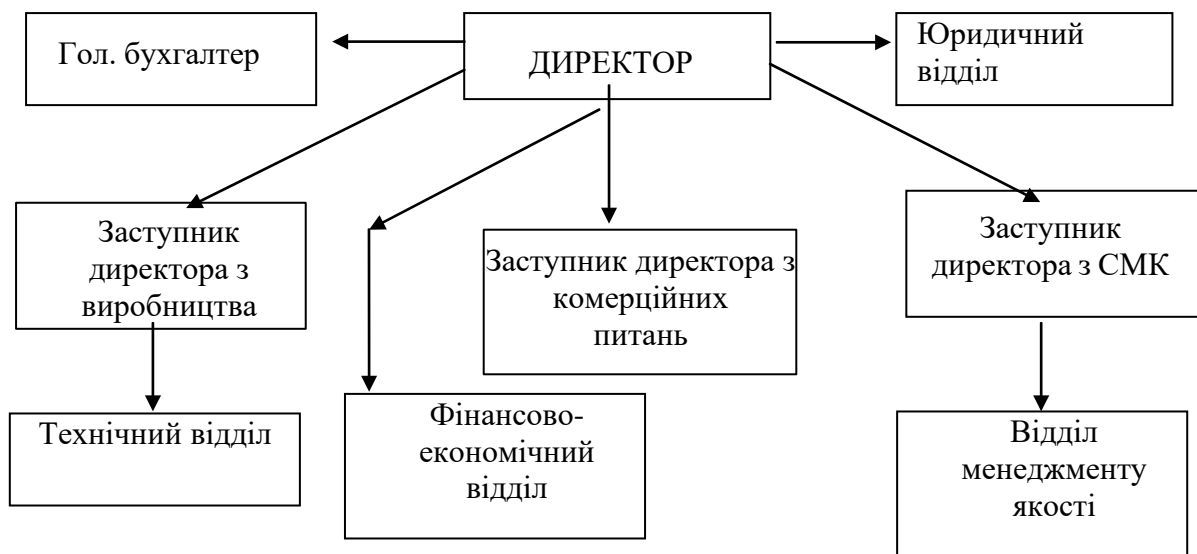 Гол. бухгалтер
ДИРЕКТОР
Юридичний
відділ
Заступник
директора з
виробництва
Заступник директора з
комерційних
питань
Заступник
директора з СМК
Технічний відділ
Фінансово-
економічний
відділ
Відділ
менеджменту
якості